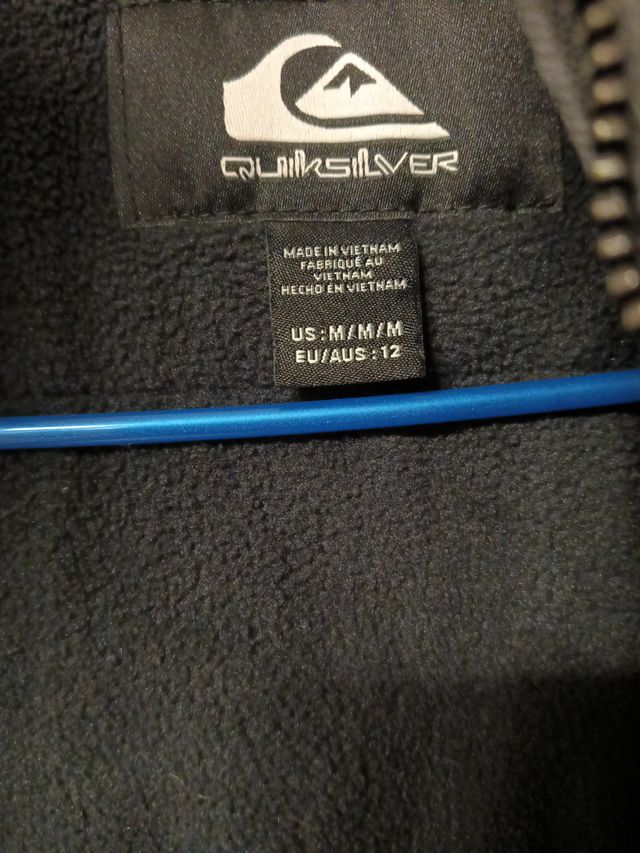 QUIKSILVER
MADE IN VIETNAM
FABRIQUÉ AU
VIETNAM
HECHO EN VIETNAM
US : M/M/M
EU/AUS : 12